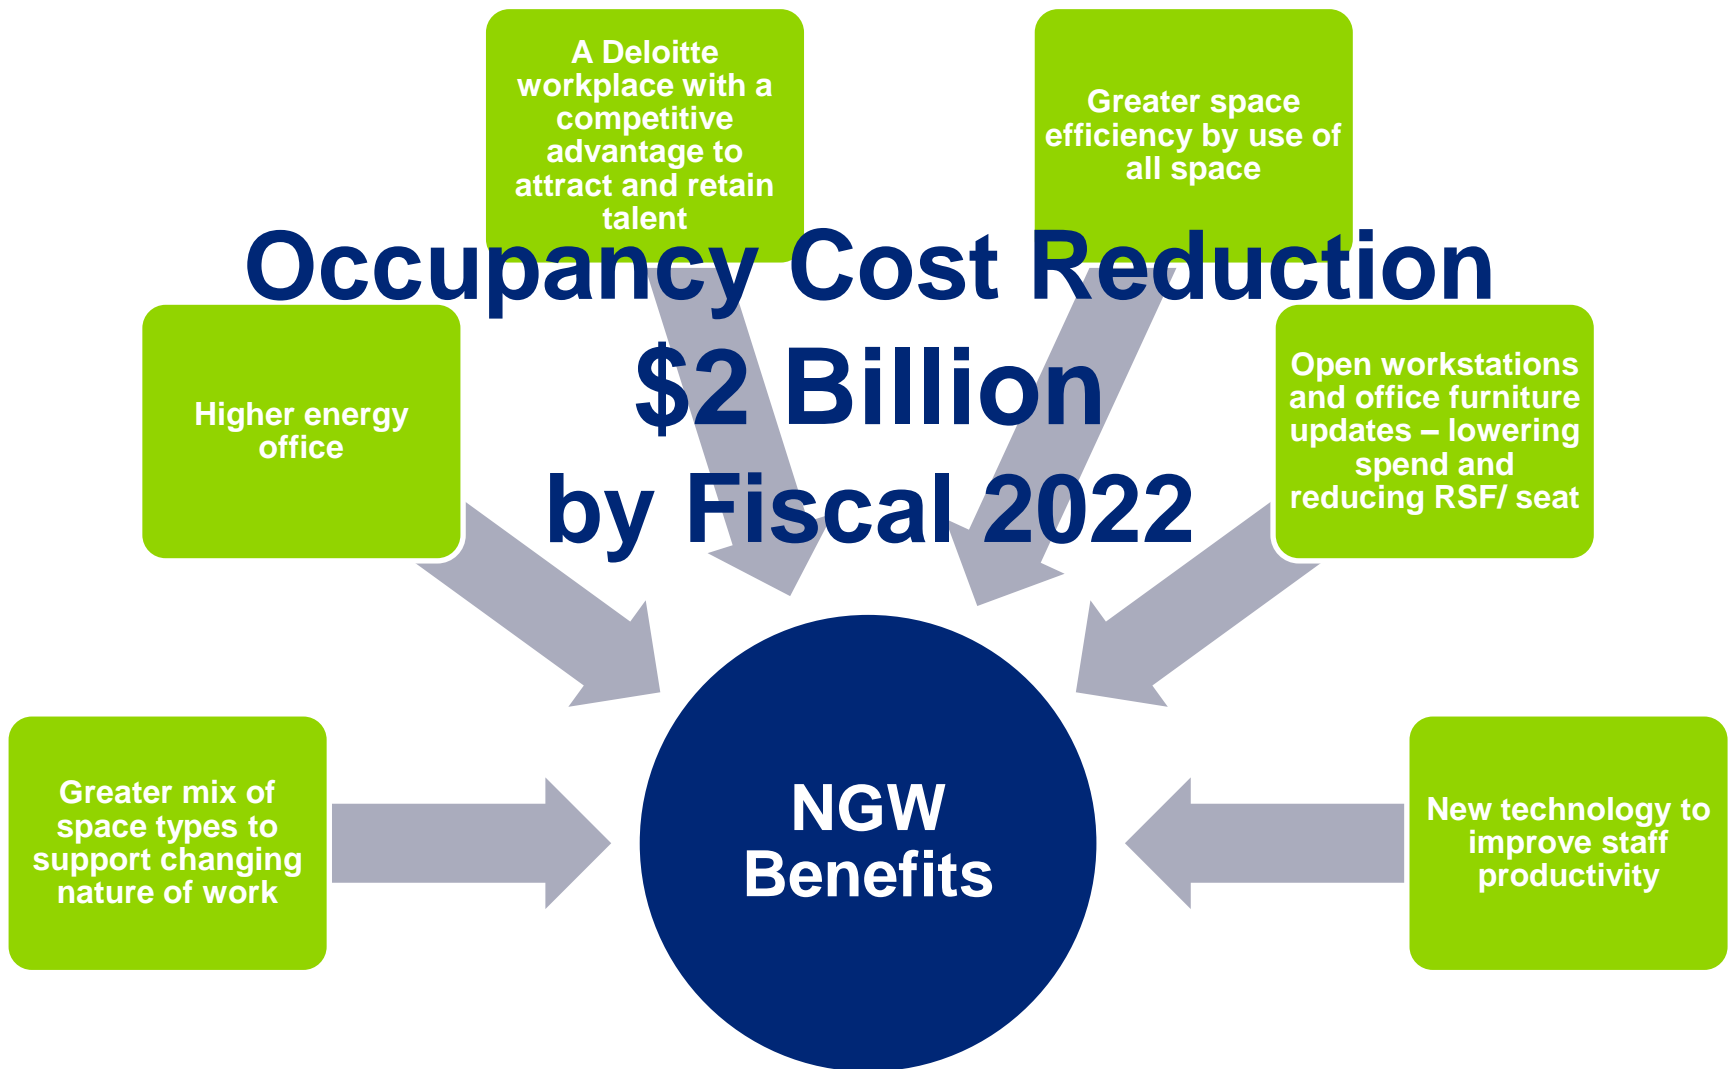 A Deloitte
workplace with a
competitive
advantage to
attract and retain
talent
Greater space
efficiency by use of
all space
Occupancy Cost Reduction
$2 Billion
by Fiscal 2022
Higher energy
office
Open workstations
and office furniture
updates – lowering
spend and
reducing RSF/ seat
Greater mix of
space types to
support changing
nature of work
NGW
Benefits
New technology to
improve staff
productivity